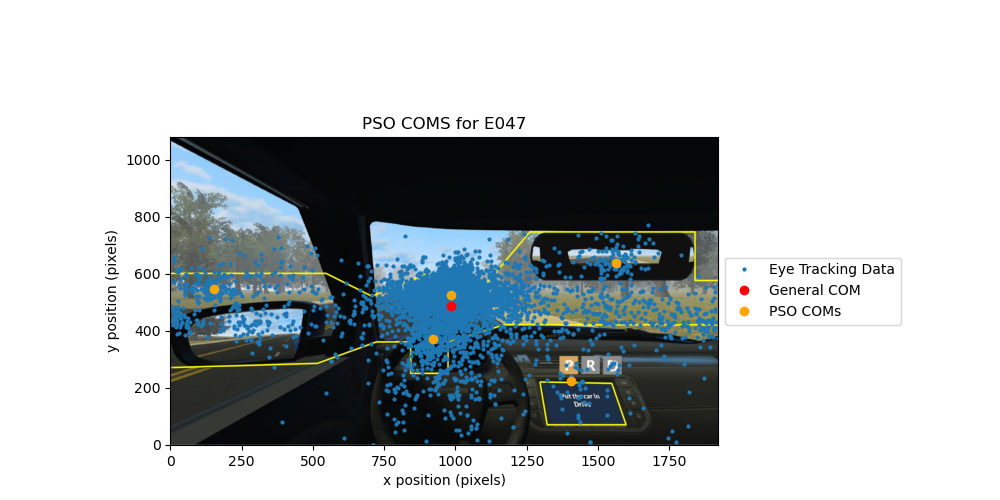 PSO COMS for E047
1000
800
600
400
200
0
y position (pixels)
0 250 500 750 1000 1250 1500 1750
x position (pixels)
Eye Tracking Data
General COM
PSO COMs
? R D
Put the car in
Drive